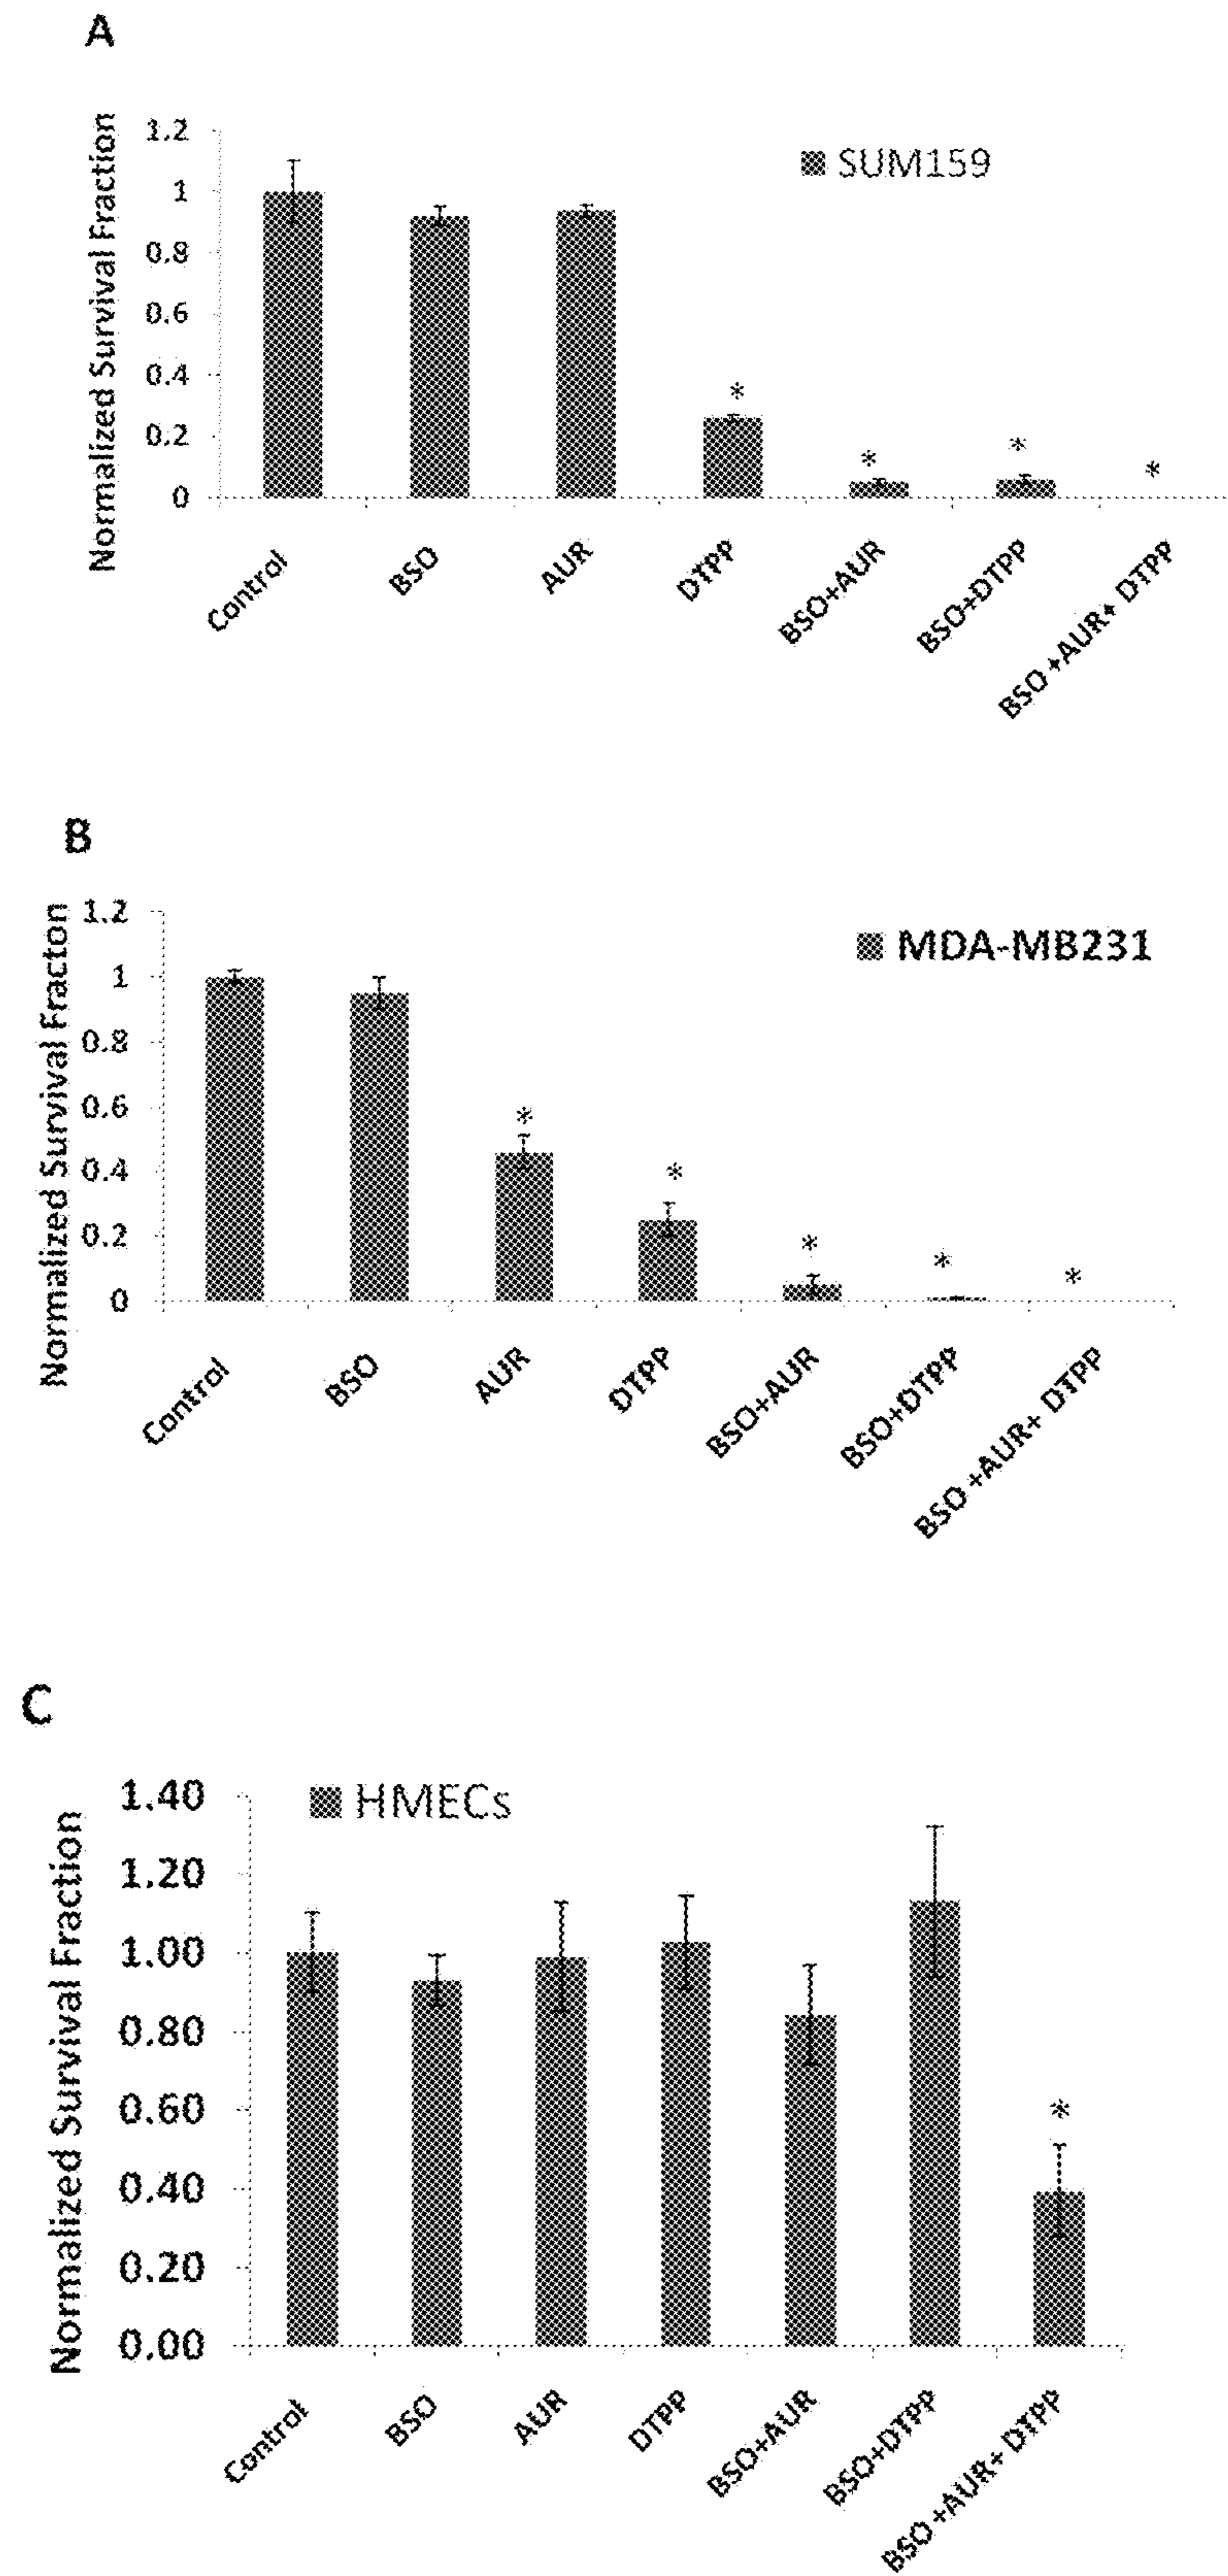 A
Normalized Survival Fraction
1.2
1
0.8
0.6
0.4
0.2
0
SUM159
*
*
*
*
Control
BSO
AUR
DTPP
BSO+AUR
BSO+DTPP
BSO +AUR+ DTPP
B
Normalized Survival Fracton
1.2
1
0.8
0.6
0.4
0.2
0
MDA-MB231
*
*
*
*
*
Control
BSO
AUR
DTPP
BSO+AUR
BSO+DTPP
BSO +AUR+ DTPP
C
Normalized Survival Fraction
1.40
1.20
1.00
0.80
0.60
0.40
0.20
0.00
HMECs
*
Control
BSO
AUR
DTPP
BSO+AUR
BSO+DTPP
BSO +AUR+ DTPP